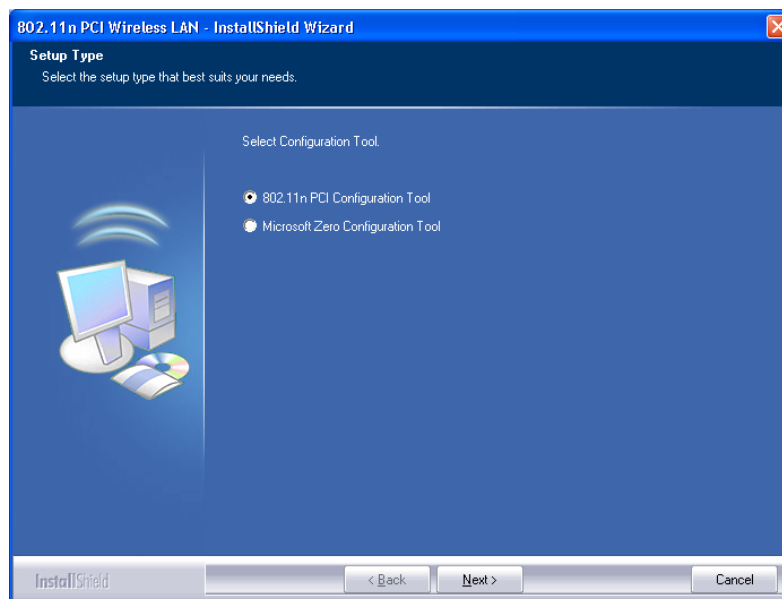 802.11n PCI Wireless LAN - InstallShield Wizard
Setup Type
Select the setup type that best suits your needs.
Select Configuration Tool.
802.11n PCI Configuration Tool
Microsoft Zero Configuration Tool
InstallShield
< Back
Next >
Cancel